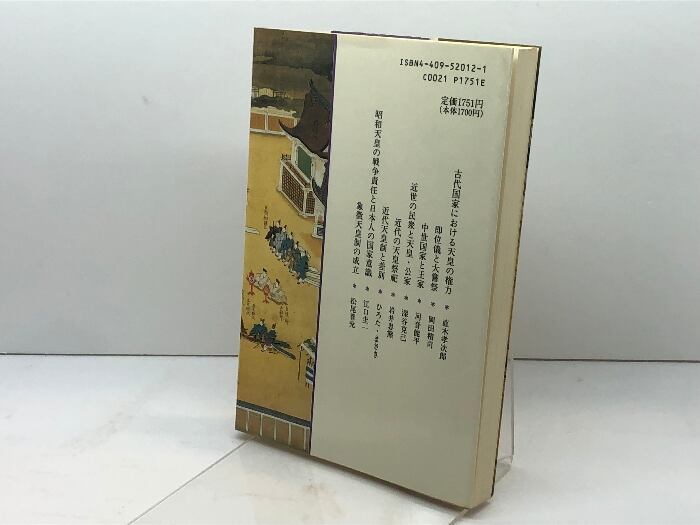 ISBN4-409-52012-1
C0021 P1751E
定価1751円
(本体1700円)
古代国家における天皇の権力 * 直木孝次郎
即位儀と大嘗祭 * 岡田精司
中世国家と王家 * 河音能平
近世の民衆と天皇・公家 * 深谷克己
近代の天皇祭祀 * 岩井忠熊
近代天皇制と差別 * ひろた・まさき
昭和天皇の戦争責任と日本人の国家意識 * 江口圭一
象徴天皇制の成立 * 松尾尊兊